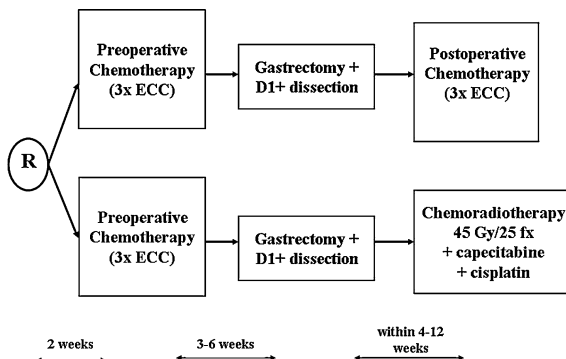 Preoperative
Chemotherapy
(3x ECC)
Gastrectomy +
D1+ dissection
Postoperative
Chemotherapy
(3x ECC)
R
Preoperative
Chemotherapy
(3x ECC)
Gastrectomy +
D1+ dissection
Chemoradiotherapy
45 Gy/25 fx
+ capecitabine
+ cisplatin
2 weeks
3-6 weeks
within 4-12
weeks